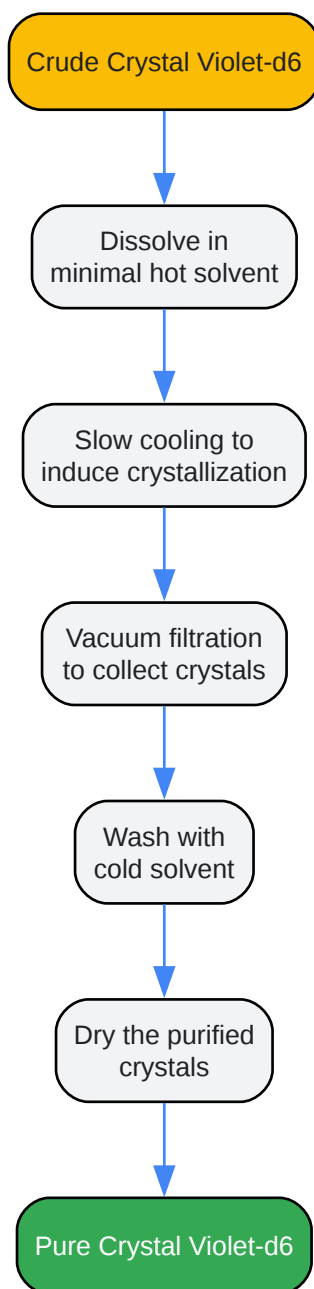 Crude Crystal Violet-d6
Dissolve in
minimal hot solvent
Slow cooling to
induce crystallization
Vacuum filtration
to collect crystals
Wash with
cold solvent
Dry the purified
crystals
Pure Crystal Violet-d6